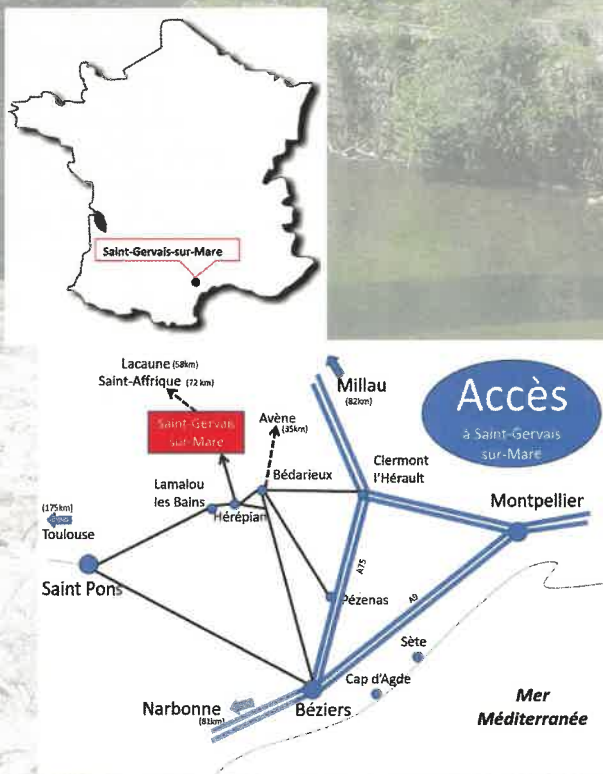 Saint-Gervais-sur-Mare
Lacaune (58km)
Saint-Affrique (72 km)
Saint-Gervais
sur-Mare
Avène
(35km)
Millau
(82km)
Accès
à Saint-Gervais
sur-Mare
Bédarieux
Clermont
l'Hérault
Lamalou
les Bains
Hérépian
Montpellier
(175km)
Toulouse
Saint Pons
A75
A9
Pézenas
Sète
Cap d'Agde
Narbonne
(81km)
Béziers
Mer
Méditerranée